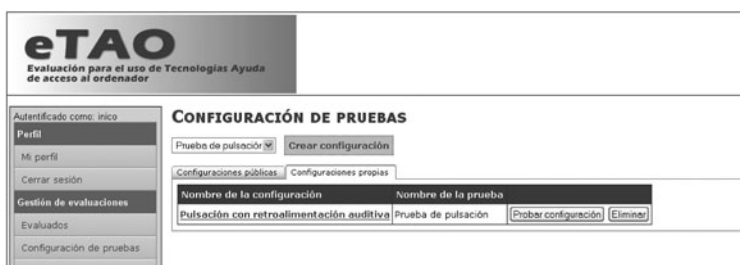 eTAO
Evaluación para el uso de Tecnologías Ayuda
de acceso al ordenador
Autentificado como: inico
Perfil
Mi perfil
Cerrar sesión
Gestión de evaluaciones
Evaluados
Configuración de pruebas
CONFIGURACIÓN DE PRUEBAS
Prueba de pulsación Crear configuración
Configuraciones públicas Configuraciones propias
Nombre de la configuración Nombre de la prueba
Pulsación con retroalimentación auditiva Prueba de pulsación Probar configuración Eliminar